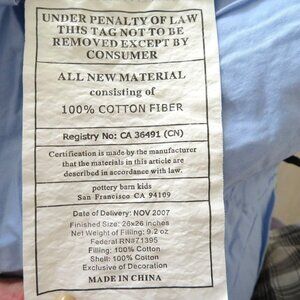 UNDER PENALTY OF LAW
THIS TAG NOT TO BE
REMOVED EXCEPT BY
CONSUMER
ALL NEW MATERIAL
consisting of
100% COTTON FIBER
Registry No: CA 36491 (CN)
Certification is made by the manufacturer
that the materials in this article are
described in accordance with law.
pottery barn kids
San Francisco CA 94109
Date of Delivery: NOV 2007
Finished Size: 26x26 inches
Net Weight of Filling: 9.2 oz
Federal RN#71395
Filling: 100% Cotton
Shell: 100% Cotton
Exclusive of Decoration
MADE IN CHINA